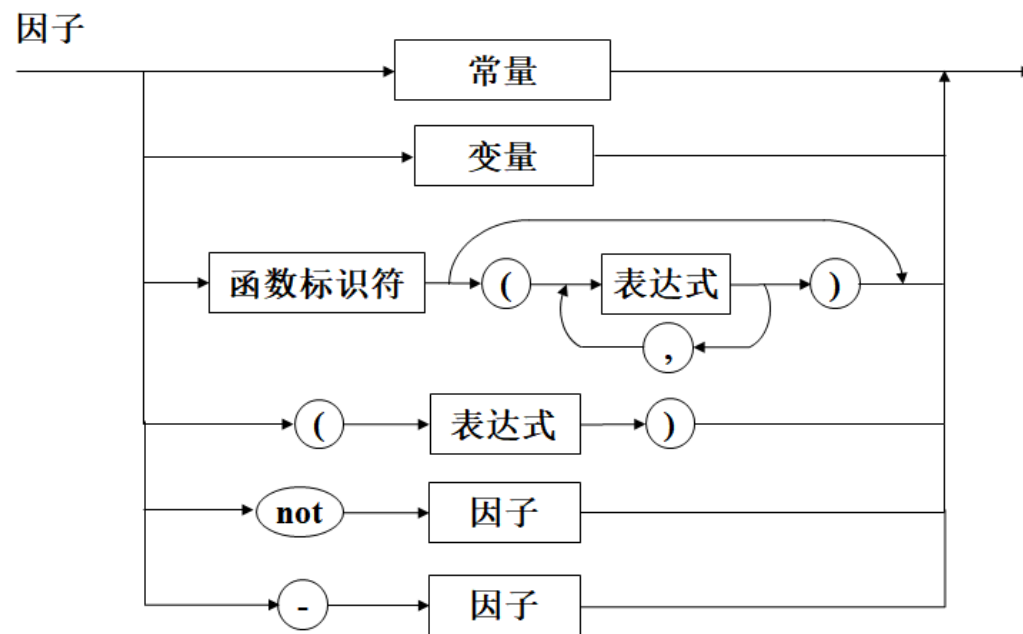 因子
常量
变量
函数标识符 ( 表达式 )
,
( 表达式 )
not 因子
- 因子